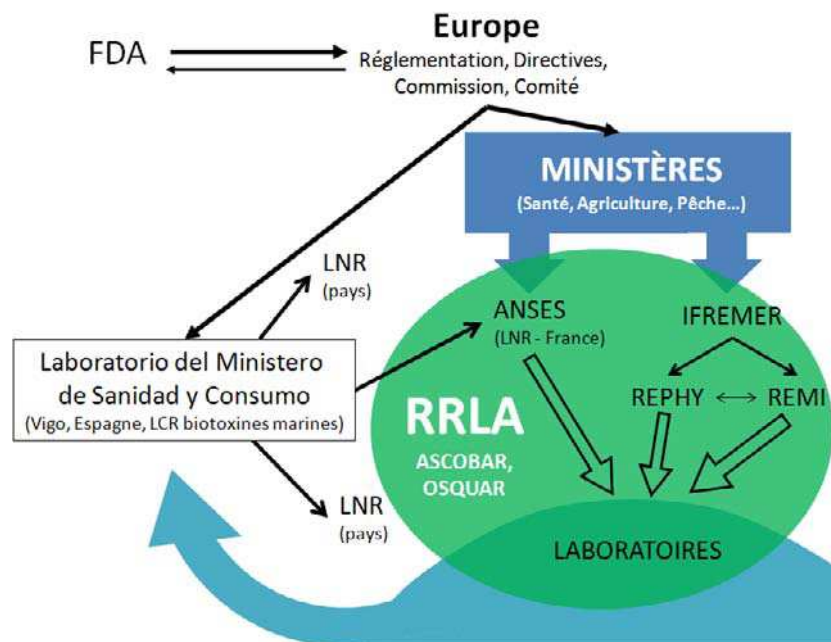 Europe
FDA
Réglementation, Directives,
Commission, Comité
MINISTÈRES
(Santé, Agriculture, Pêche...)
LNR
(pays)
ANSES
(LNR - France)
IFREMER
Laboratorio del Ministero
de Sanidad y Consumo
(Vigo, Espagne, LCR biotoxines marines)
REPHY
REMI
RRLA
ASCOBAR,
OSQUAR
LNR
(pays)
LABORATOIRES